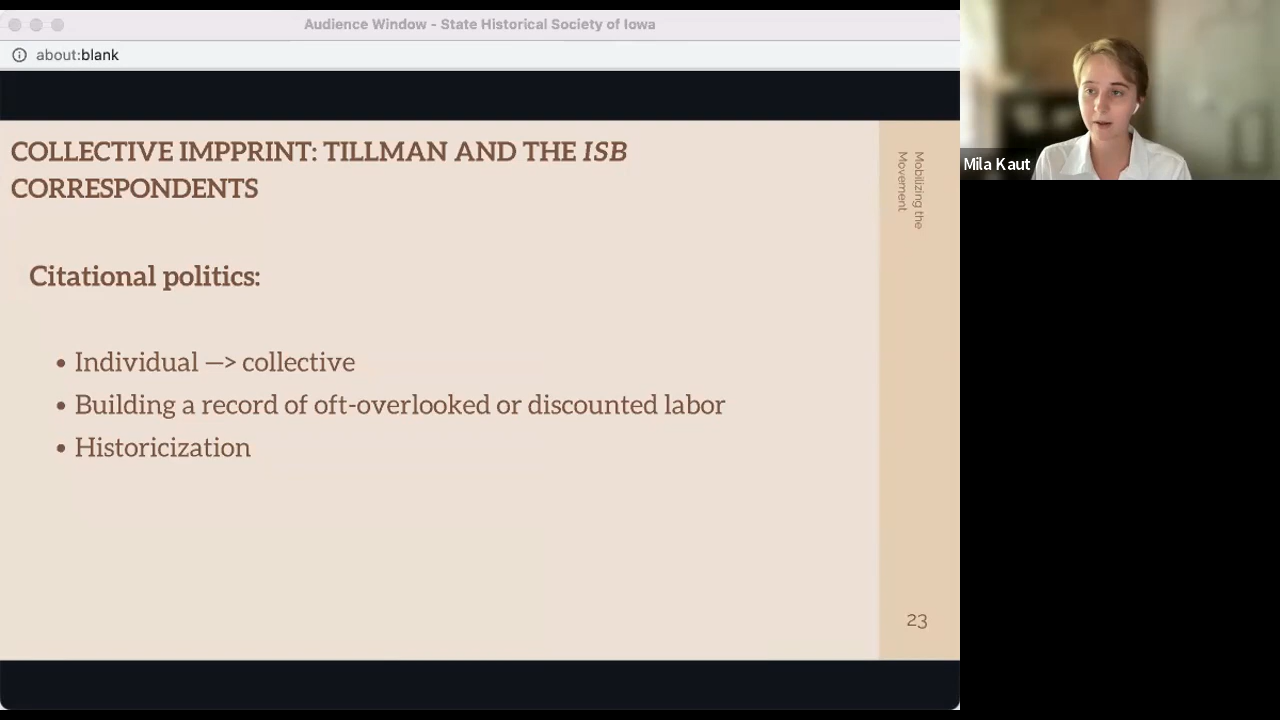 Audience Window - State Historical Society of Iowa
about:blank
COLLECTIVE IMPPRINT: TILLMAN AND THE ISB
CORRESPONDENTS
Mobilizing the
Movement
Citational politics:
• Individual —> collective
• Building a record of oft-overlooked or discounted labor
• Historicization
23
Mila Kaut